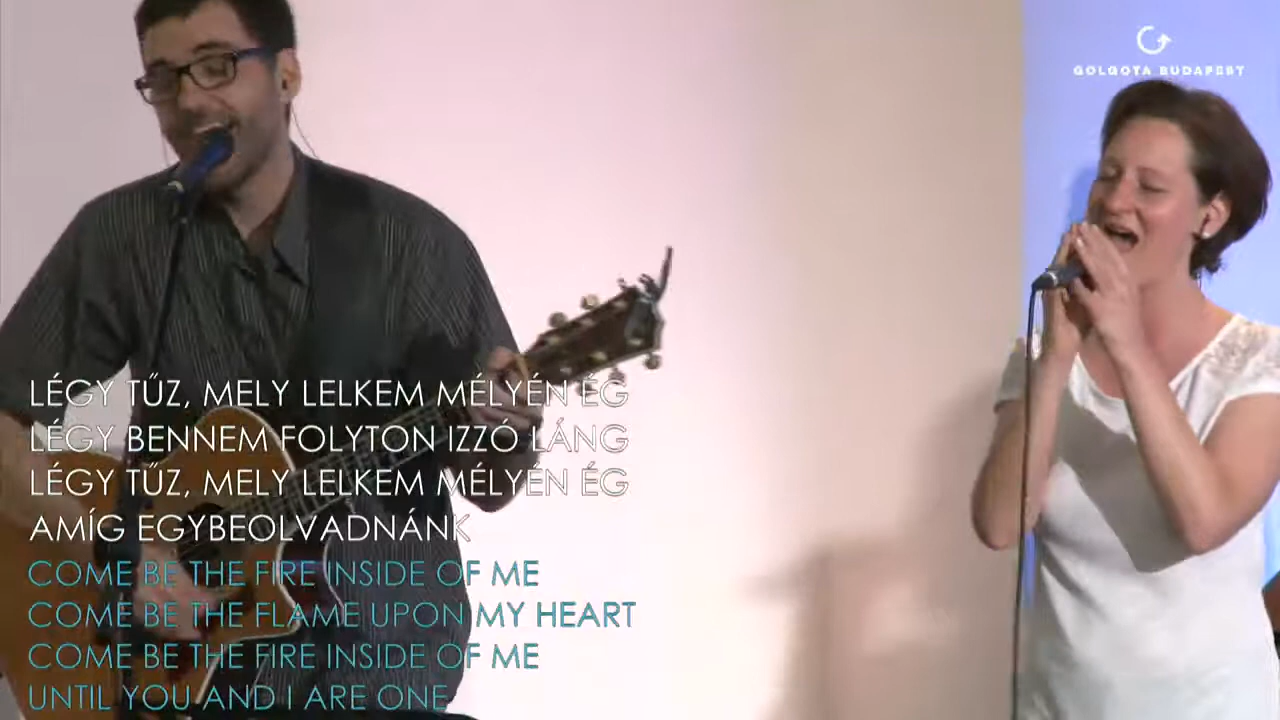 GOLGOTA BUDAPEST
LÉGY TŰZ, MELY LELKEM MÉLYÉN ÉG
LÉGY BENNEM FOLYTON IZZÓ LÁNG
LÉGY TŰZ, MELY LELKEM MÉLYÉN ÉG
AMÍG EGYBEOLVADNÁNK
COME BE THE FIRE INSIDE OF ME
COME BE THE FLAME UPON MY HEART
COME BE THE FIRE INSIDE OF ME
UNTIL YOU AND I ARE ONE